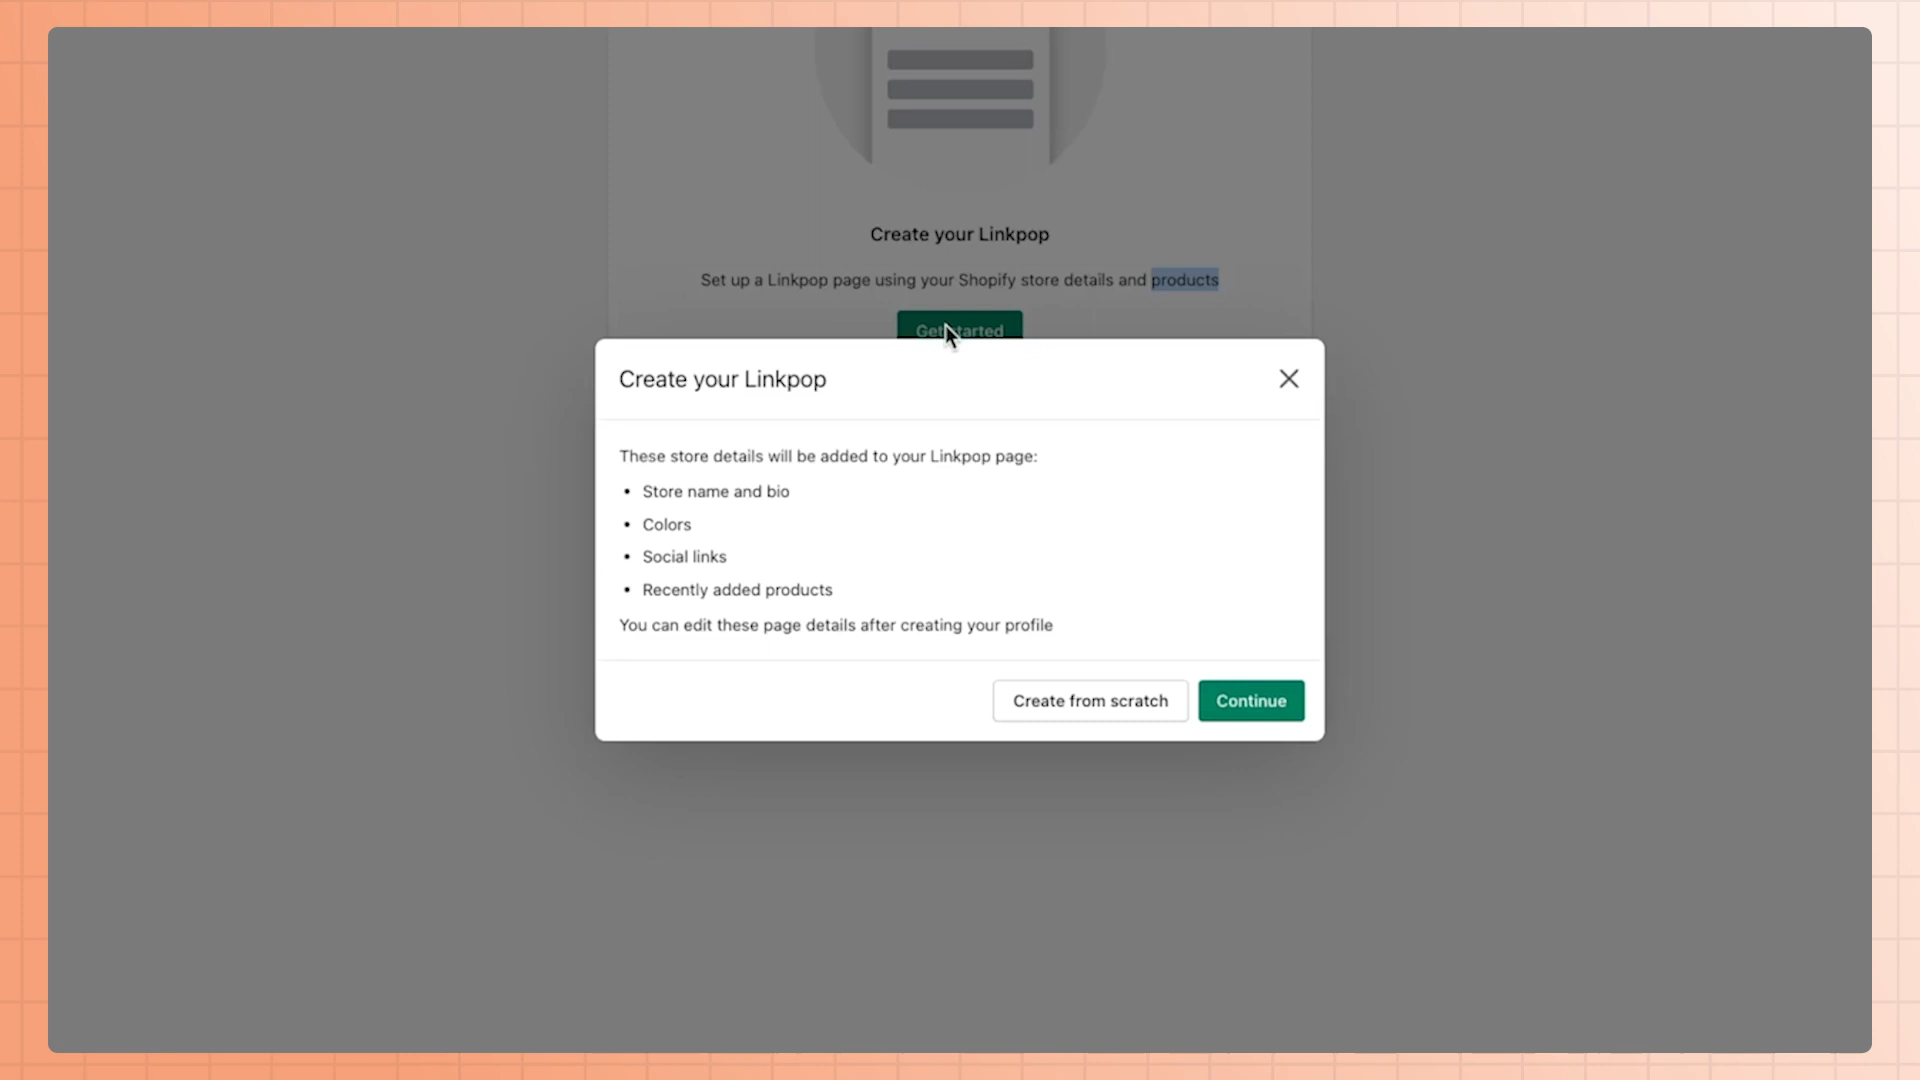 Create your Linkpop
Set up a Linkpop page using your Shopify store details and products
Get started
Create your Linkpop
These store details will be added to your Linkpop page:
• Store name and bio
• Colors
• Social links
• Recently added products
You can edit these page details after creating your profile
Create from scratch
Continue